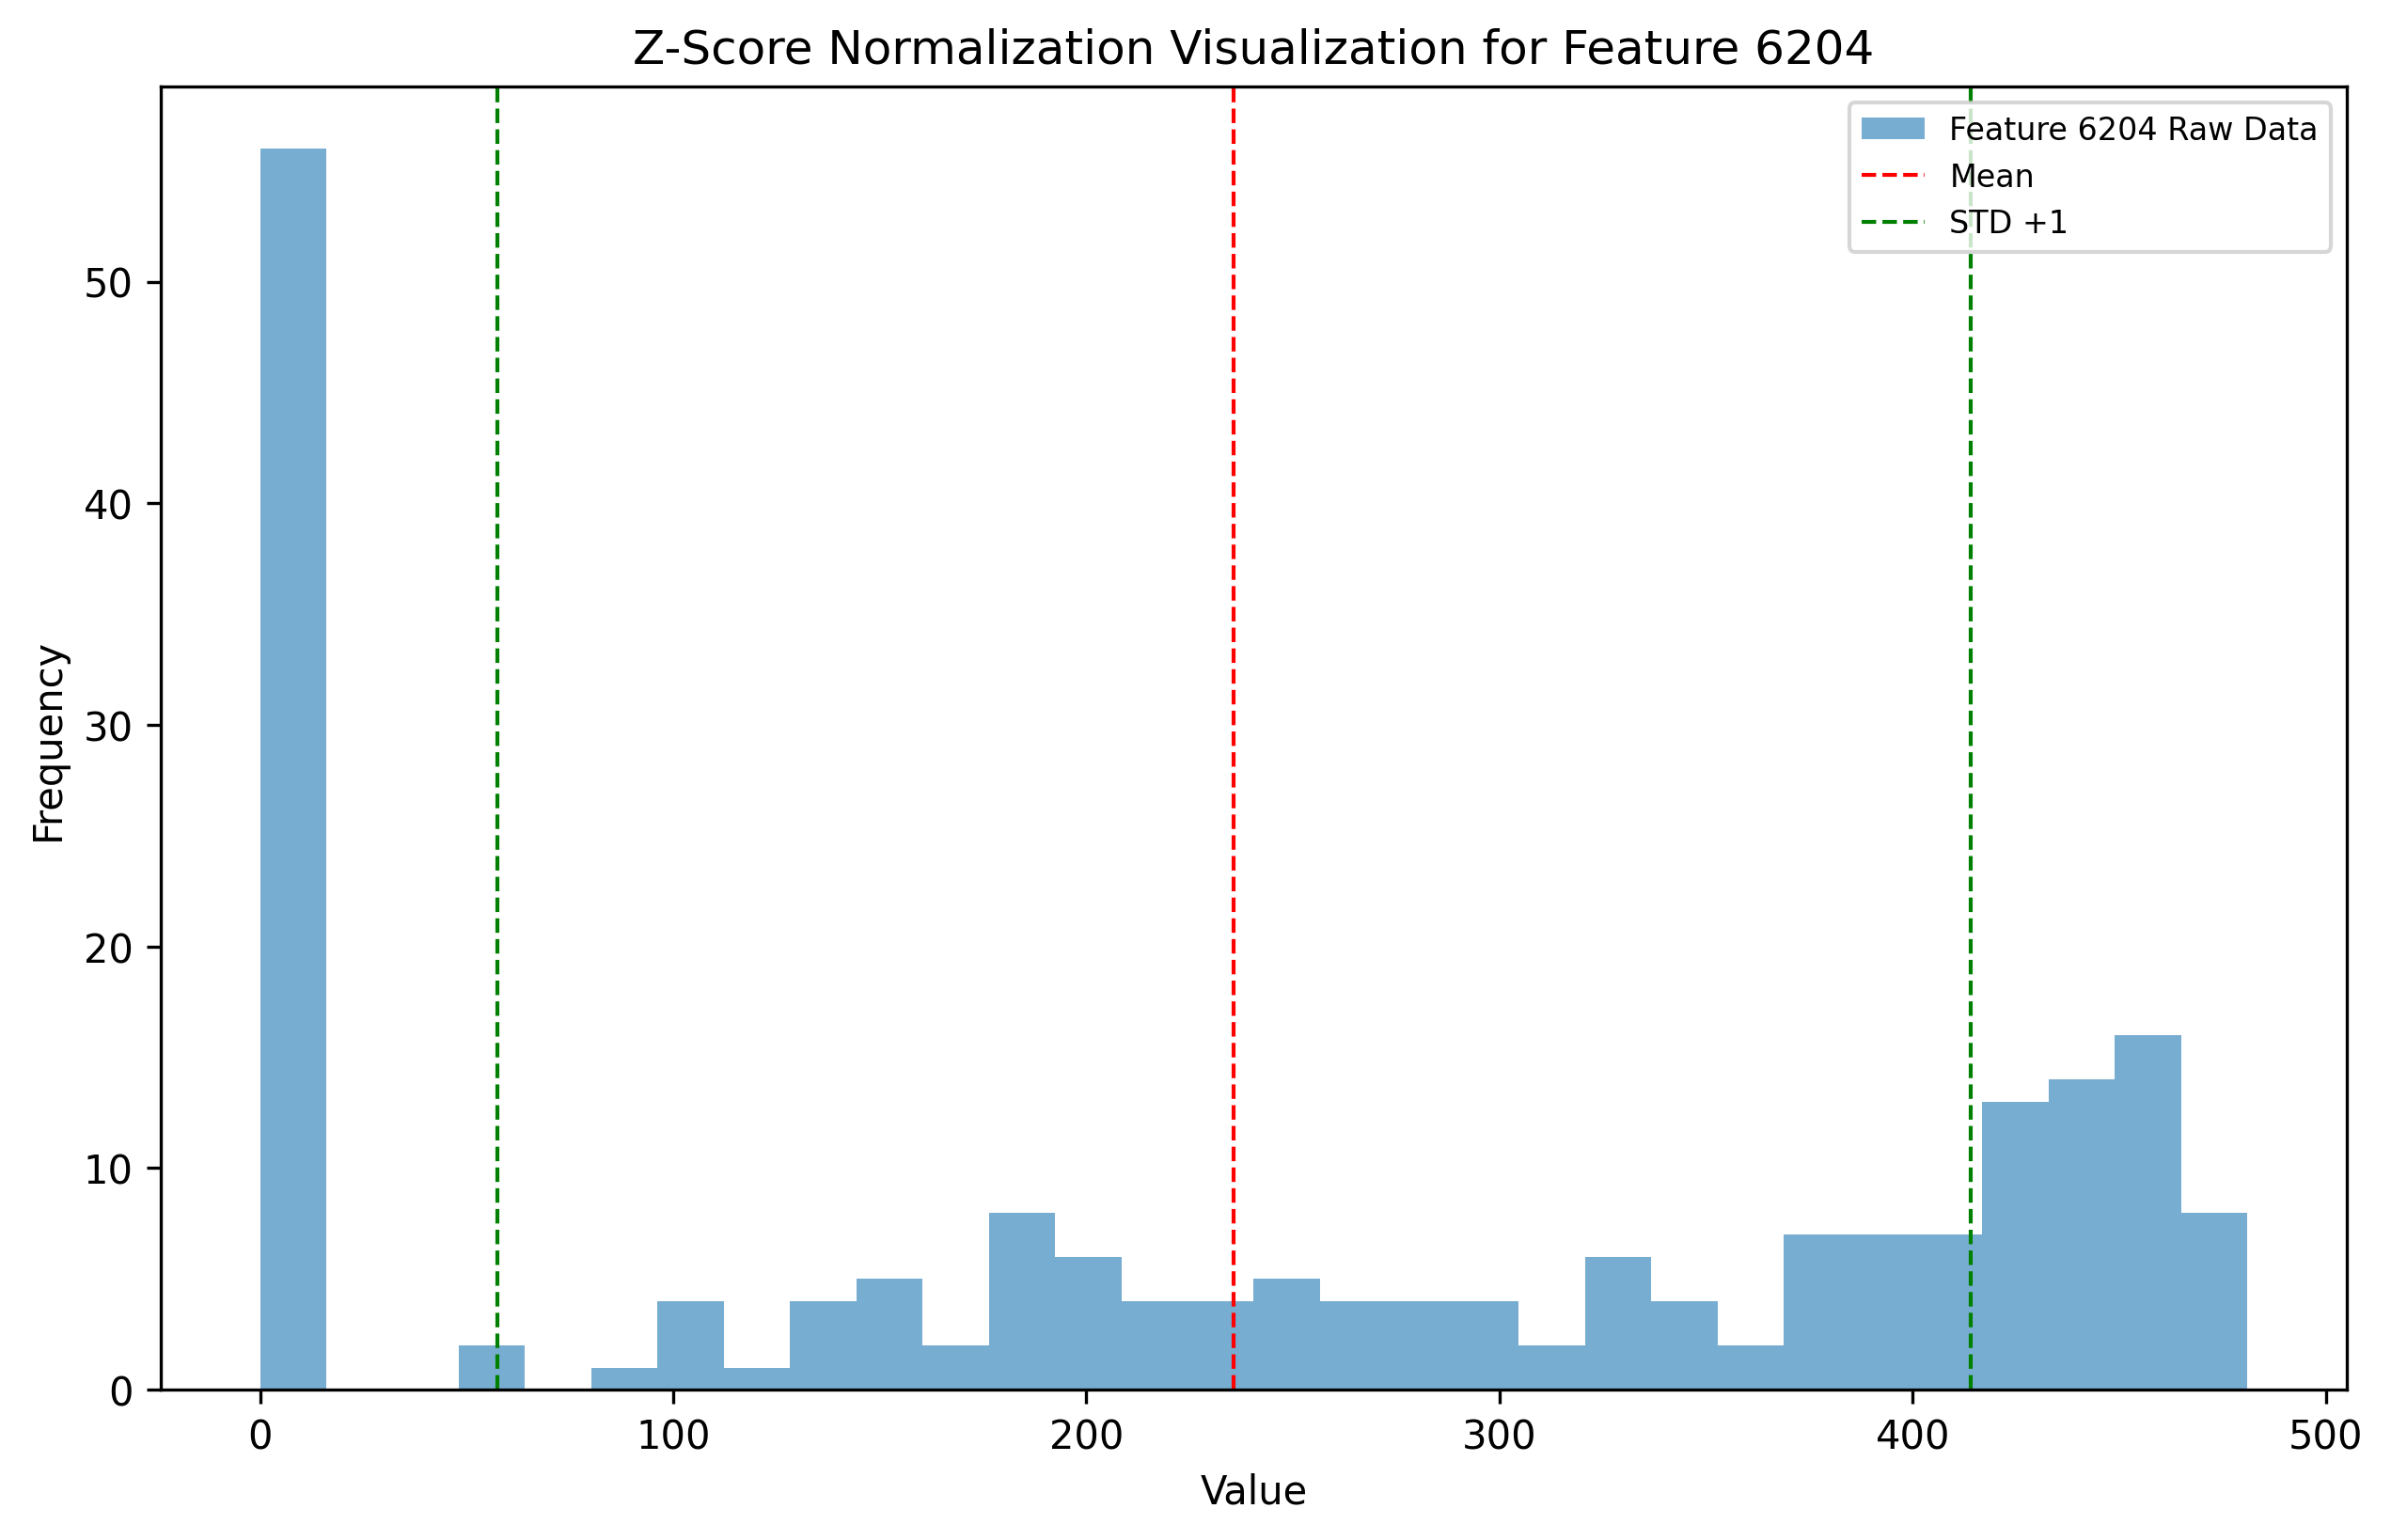 Z-Score Normalization Visualization for Feature 6204
Feature 6204 Raw Data
Mean
STD +1
50
40
30
20
10
0
Frequency
0 100 200 300 400 500
Value